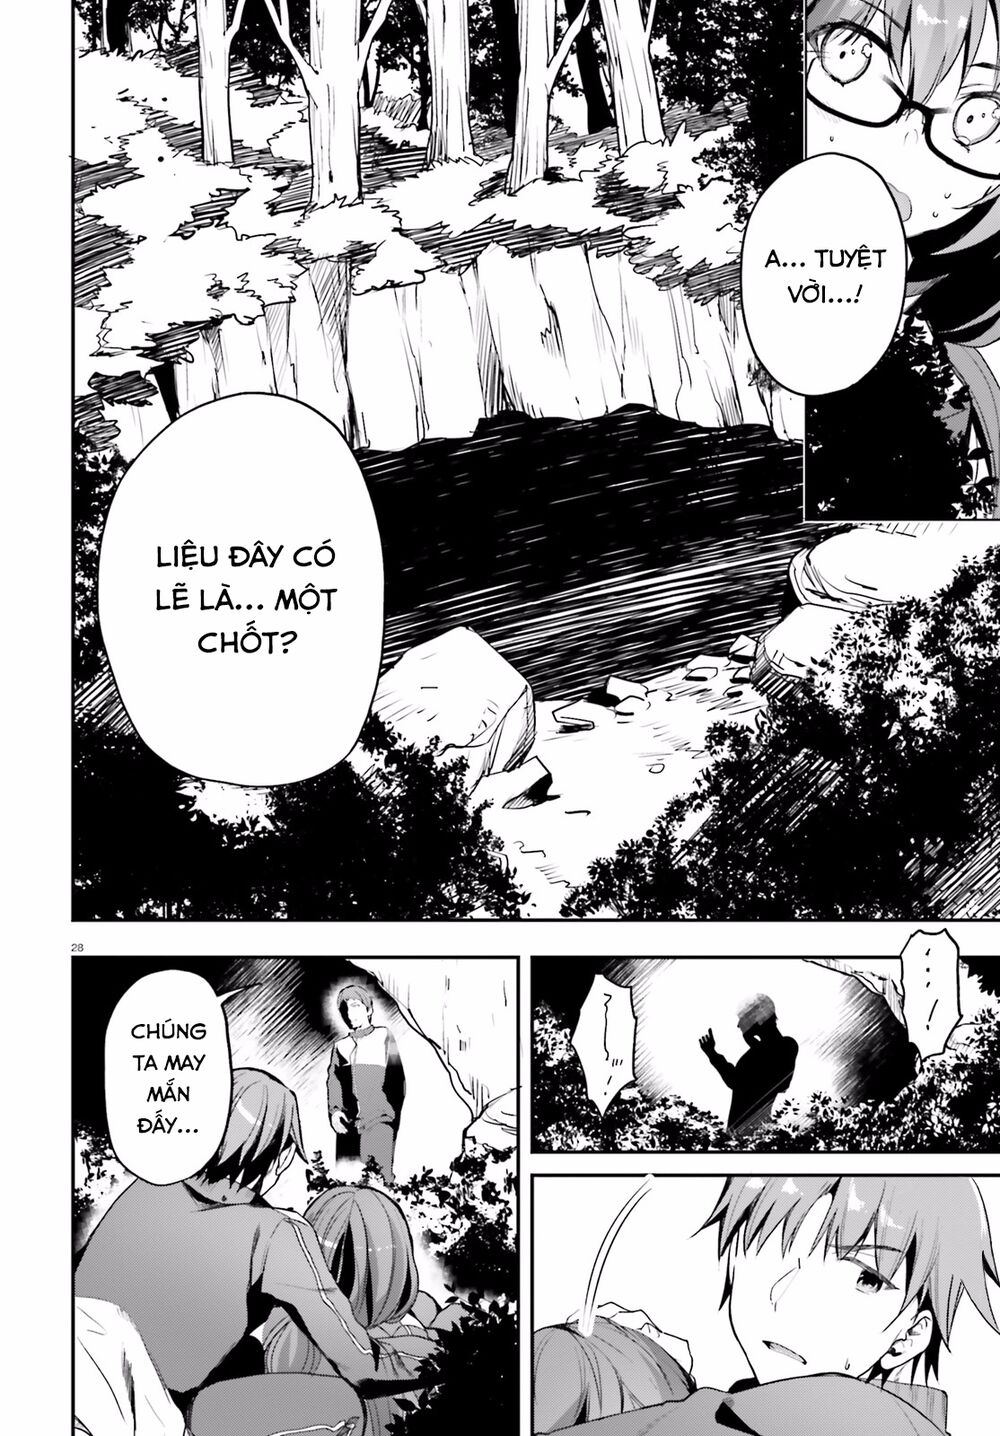 A... TUYỆT
VỜI...!
LIỆU ĐÂY CÓ
LẼ LÀ... MỘT
CHỐT?
28
CHÚNG
TA MAY
MẮN
ĐẤY...